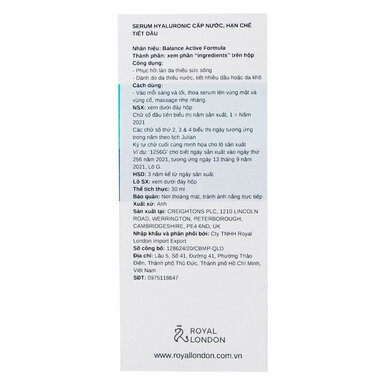 SERUM HYALURONIC CẤP NƯỚC, HẠN CHẾ
TIẾT DẦU
Nhãn hiệu: Balance Active Formula
Thành phần: xem phần "ingredients" trên hộp
Công dụng:
- Phục hồi làn da thiếu sức sống
- Dành do da thiếu nước, tiết nhiều dầu hoặc da khô
Cách dùng:
- Vào mỗi sáng và tối, thoa serum lên vùng mặt và
vùng cổ, massage nhẹ nhàng.
NSX: xem dưới đáy hộp
Chữ số đầu tiên biểu thị năm sản xuất, 1 = Năm
2021
Các chữ số thứ 2, 3 & 4 biểu thị ngày tương ứng
trong năm theo lịch Julian
Ký tự chữ cuối cùng minh họa cho lô sản xuất
Ví dụ: '1256G' cho biết ngày sản xuất vào ngày thứ
256 năm 2021, tương ứng ngày 13 tháng 9 năm
2021, Lô G.
HSD: 3 năm kể từ ngày sản xuất
Lô SX: xem dưới đáy hộp
Thể tích thực: 30 ml
Bảo quản: Nơi thoáng mát, tránh ánh nắng trực tiếp
Xuất xứ: Anh
Sản xuất tại: CREIGHTONS PLC, 1210 LINCOLN
ROAD, WERRINGTON, PETERBOROUGH,
CAMBRIDGESHIRE, PE4 6ND, UK
Nhập khẩu và phân phối bởi: Cty TNHH Royal
London Import Export
Số công bố: 128624/20/CBMP-QLD
Địa chỉ: Lầu 5, Số 41, Đường 41, Phường Thảo
Điền, Thành phố Thủ Đức, Thành phố Hồ Chí Minh,
Việt Nam
SĐT: 0975118647
ROYAL
LONDON
www.royallondon.com.vn